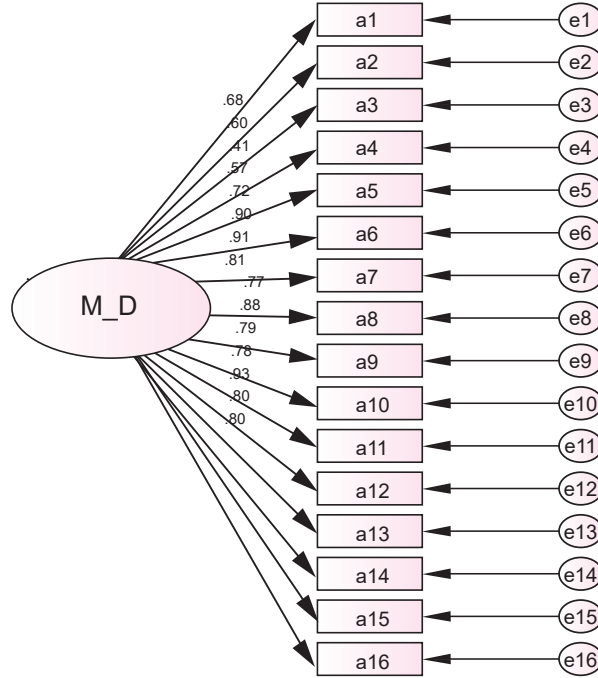 a1 e1
a2 e2
a3 e3
.68
a4 e4
.60
.41
a5 e5
.57
.72
a6 e6
.90
.91
a7 e7
.81
.77
M_D
a8 e8
.88
.79
a9 e9
.78
.93
a10 e10
.80
.80
a11 e11
a12 e12
a13 e13
a14 e14
a15 e15
a16 e16